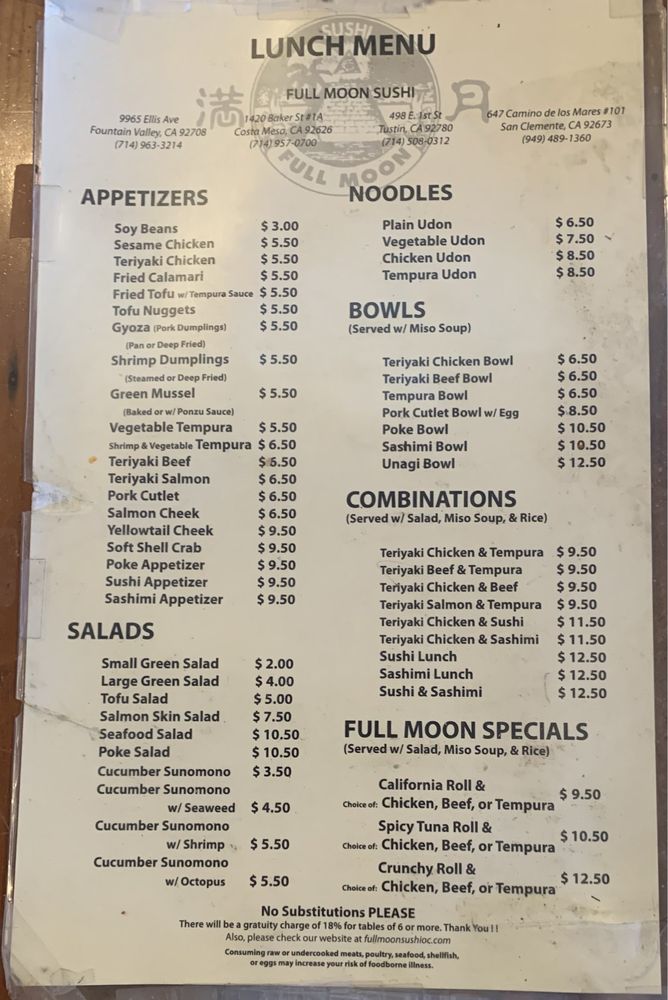 LUNCH MENU
SUSHI
満 月
FULL MOON
FULL MOON SUSHI
9965 Ellis Ave
Fountain Valley, CA 92708
(714) 963-3214
1420 Baker St #1A
Costa Mesa, CA 92626
(714) 957-0700
498 E. 1st St
Tustin, CA 92780
(714) 508-0312
647 Camino de los Mares #101
San Clemente, CA 92673
(949) 489-1360
APPETIZERS
Soy Beans $ 3.00
Sesame Chicken $ 5.50
Teriyaki Chicken $ 5.50
Fried Calamari $ 5.50
Fried Tofu w/ Tempura Sauce $ 5.50
Tofu Nuggets $ 5.50
Gyoza (Pork Dumplings) $ 5.50
(Pan or Deep Fried)
Shrimp Dumplings $ 5.50
(Steamed or Deep Fried)
Green Mussel $ 5.50
(Baked or w/ Ponzu Sauce)
Vegetable Tempura $ 5.50
Shrimp & Vegetable Tempura $ 6.50
Teriyaki Beef $ 6.50
Teriyaki Salmon $ 6.50
Pork Cutlet $ 6.50
Salmon Cheek $ 6.50
Yellowtail Cheek $ 9.50
Soft Shell Crab $ 9.50
Poke Appetizer $ 9.50
Sushi Appetizer $ 9.50
Sashimi Appetizer $ 9.50
SALADS
Small Green Salad $ 2.00
Large Green Salad $ 4.00
Tofu Salad $ 5.00
Salmon Skin Salad $ 7.50
Seafood Salad $ 10.50
Poke Salad $ 10.50
Cucumber Sunomono $ 3.50
Cucumber Sunomono
w/ Seaweed $ 4.50
Cucumber Sunomono
w/ Shrimp $ 5.50
Cucumber Sunomono
w/ Octopus $ 5.50
NOODLES
Plain Udon $ 6.50
Vegetable Udon $ 7.50
Chicken Udon $ 8.50
Tempura Udon $ 8.50
BOWLS
(Served w/ Miso Soup)
Teriyaki Chicken Bowl $ 6.50
Teriyaki Beef Bowl $ 6.50
Tempura Bowl $ 6.50
Pork Cutlet Bowl w/ Egg $ 8.50
Poke Bowl $ 10.50
Sashimi Bowl $ 10.50
Unagi Bowl $ 12.50
COMBINATIONS
(Served w/ Salad, Miso Soup, & Rice)
Teriyaki Chicken & Tempura $ 9.50
Teriyaki Beef & Tempura $ 9.50
Teriyaki Chicken & Beef $ 9.50
Teriyaki Salmon & Tempura $ 9.50
Teriyaki Chicken & Sushi $ 11.50
Teriyaki Chicken & Sashimi $ 11.50
Sushi Lunch $ 12.50
Sashimi Lunch $ 12.50
Sushi & Sashimi $ 12.50
FULL MOON SPECIALS
(Served w/ Salad, Miso Soup, & Rice)
California Roll &
Choice of: Chicken, Beef, or Tempura $ 9.50
Spicy Tuna Roll &
Choice of: Chicken, Beef, or Tempura $ 10.50
Crunchy Roll &
Choice of: Chicken, Beef, or Tempura $ 12.50
No Substitutions PLEASE
There will be a gratuity charge of 18% for tables of 6 or more. Thank You ! !
Also, please check our website at fullmoonsushioc.com
Consuming raw or undercooked meats, poultry, seafood, shellfish,
or eggs may increase your risk of foodborne illness.